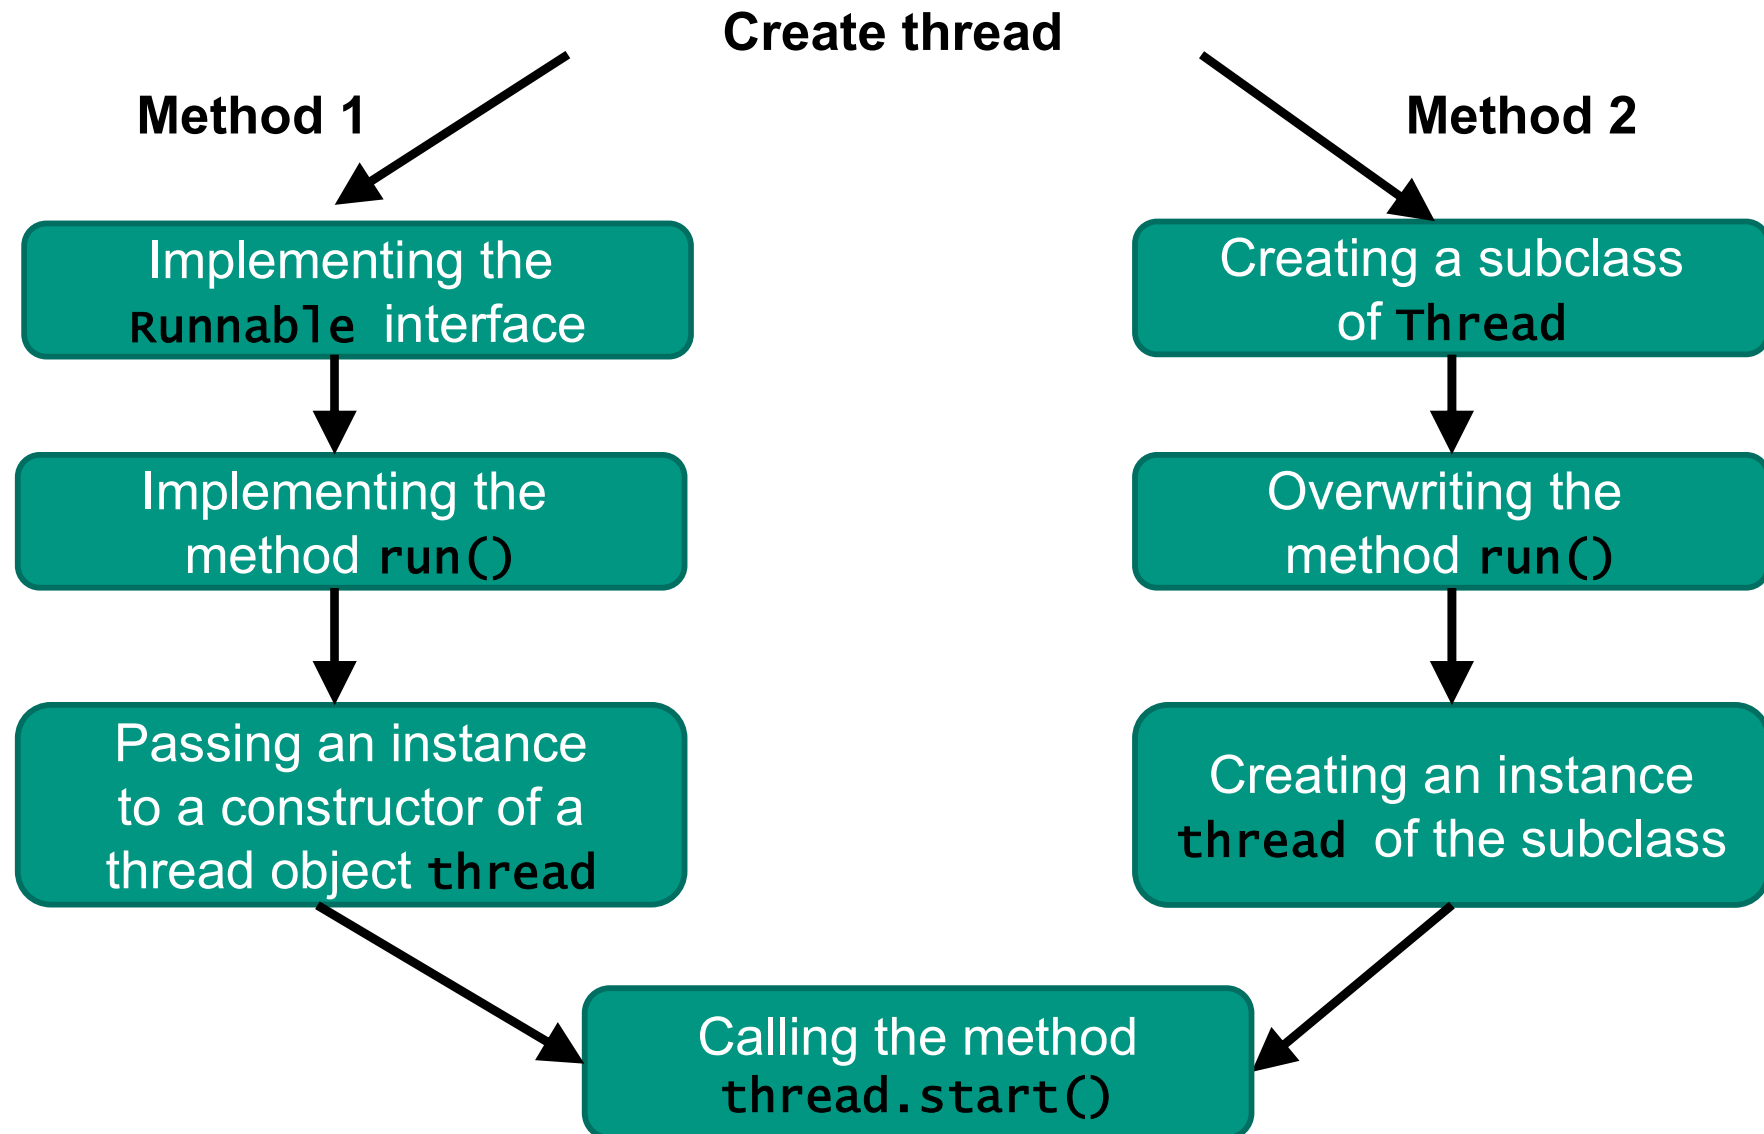 Create thread
Method 1
Method 2
Implementing the
Runnable interface
Creating a subclass
of Thread
Implementing the
method run()
Overwriting the
method run()
Passing an instance
to a constructor of a
thread object thread
Creating an instance
thread of the subclass
Calling the method
thread.start()